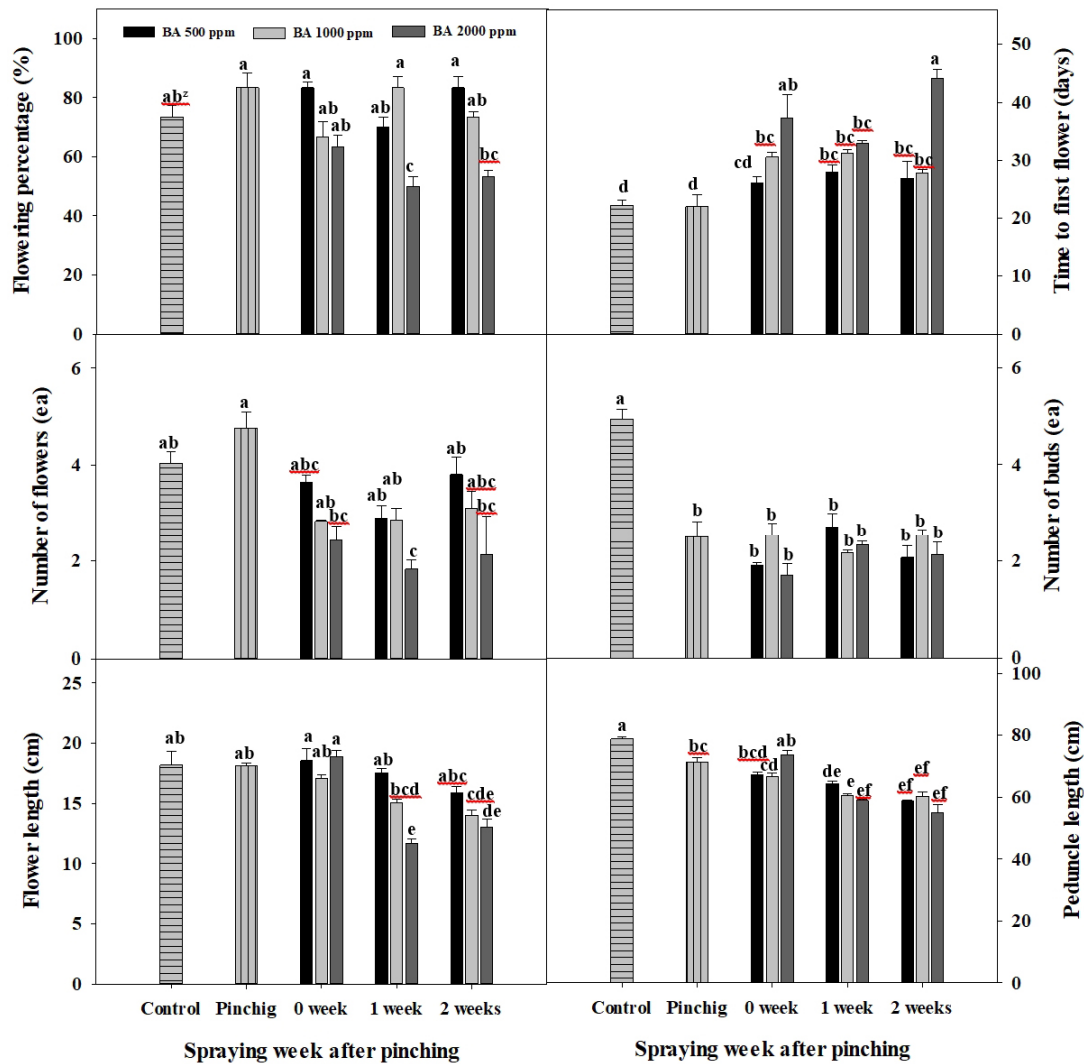 BA 500 ppm BA 1000 ppm BA 2000 ppm
Flowering percentage (%)
100
80
60
40
20
0
abᶻ a a ab ab ab a c a ab bc
Time to first flower (days)
50
40
30
20
10
0
d d cd bc ab bc bc bc bc bc a
Number of flowers (ea)
6
4
2
0
ab a abc ab bc ab ab c ab abc bc
Number of buds (ea)
6
4
2
0
a b b b b b b b b b b
Flower length (cm)
25
20
15
10
5
0
ab ab a ab a ab bcd e abc cde de
Peduncle length (cm)
100
80
60
40
20
0
a bc bcd cd ab de e ef ef ef ef
Control Pinchig 0 week 1 week 2 weeks
Control Pinchig 0 week 1 week 2 weeks
Spraying week after pinching
Spraying week after pinching